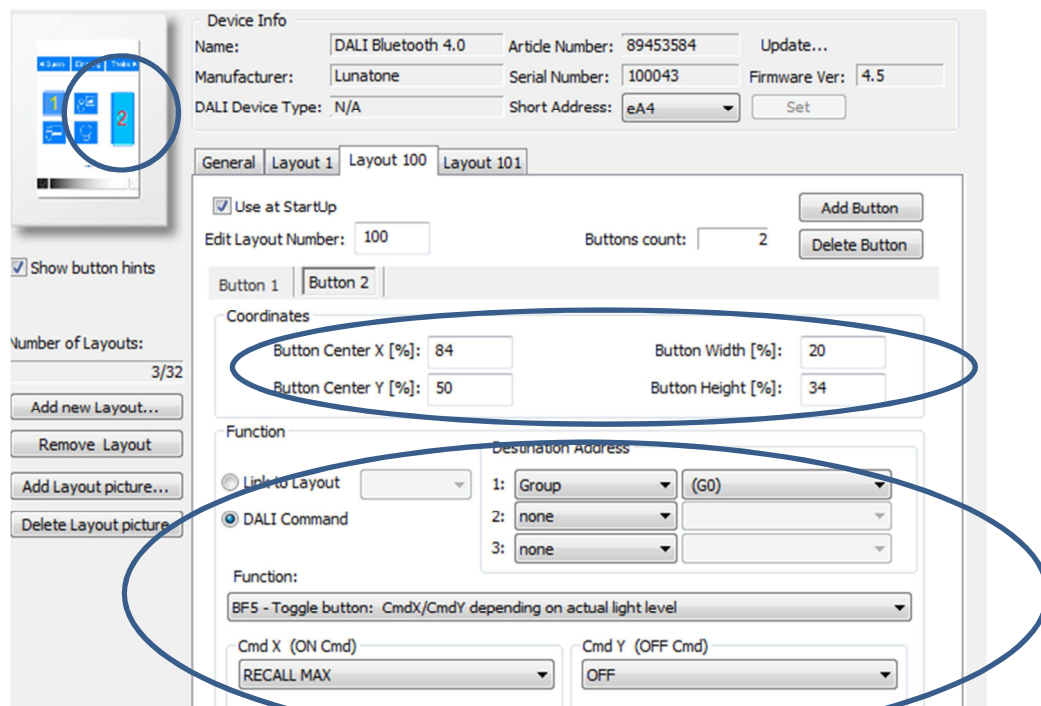 Device Info
Name: DALI Bluetooth 4.0 Article Number: 89453584 Update...
Manufacturer: Lunatone Serial Number: 100043 Firmware Ver: 4.5
DALI Device Type: N/A Short Address: eA4 Set
1
2
General Layout 1 Layout 100 Layout 101
Use at StartUp Add Button
Edit Layout Number: 100 Buttons count: 2 Delete Button
Show button hints
Button 1 Button 2
Coordinates
Number of Layouts:
Button Center X [%]: 84 Button Width [%]: 20
3/32
Button Center Y [%]: 50 Button Height [%]: 34
Add new Layout...
Remove Layout
Add Layout picture...
Delete Layout picture
Function
Destination Address
Link to Layout 1: Group (G0)
DALI Command 2: none
3: none
Function:
BF5 - Toggle button: CmdX/CmdY depending on actual light level
Cmd X (ON Cmd) Cmd Y (OFF Cmd)
RECALL MAX OFF